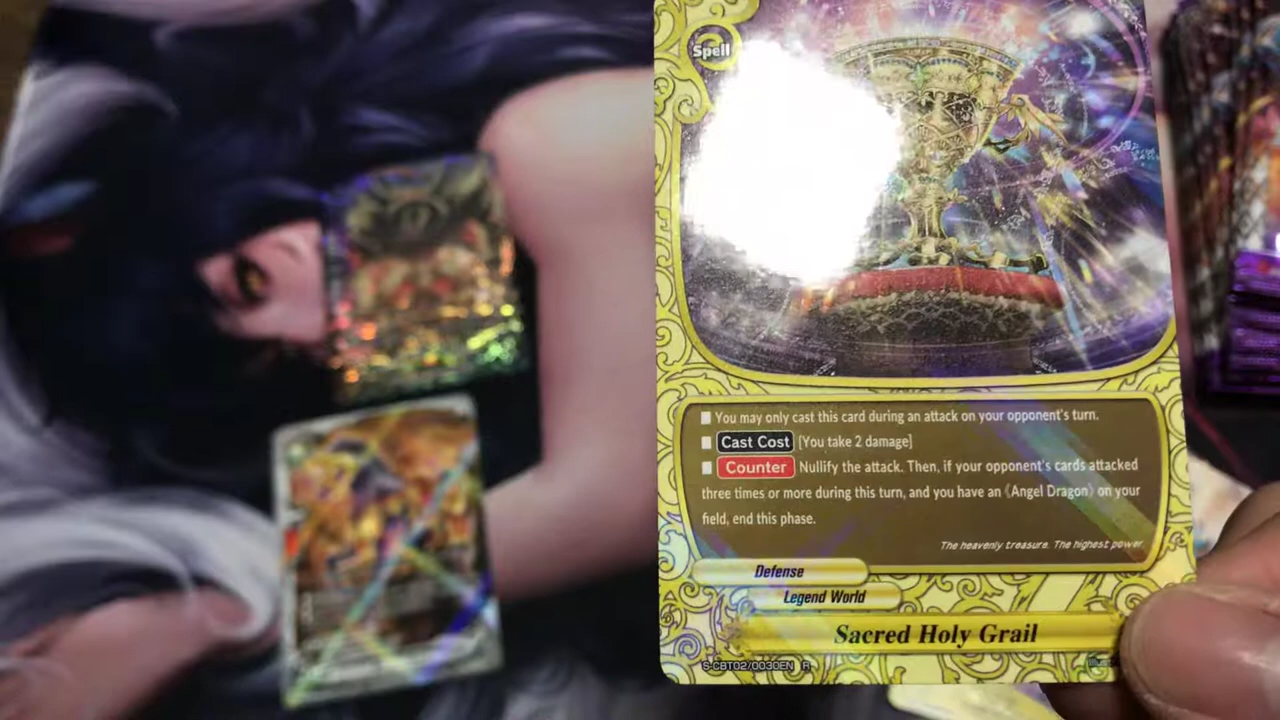 Spell
■ You may only cast this card during an attack on your opponent's turn.
■ Cast Cost [You take 2 damage]
■ Counter Nullify the attack. Then, if your opponent's cards attacked
three times or more during this turn, and you have an 《Angel Dragon》 on your
field, end this phase.
The heavenly treasure. The highest power.
Defense
Legend World
Sacred Holy Grail
S-CBT02/0030EN R